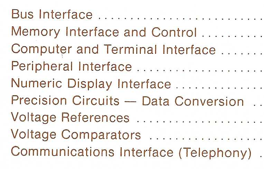 Bus Interface . . . . . . . . . . . . . . . . .
Memory Interface and Control . . . . . . . . .
Computer and Terminal Interface . . . . . . .
Peripheral Interface . . . . . . . . . . . . . .
Numeric Display Interface . . . . . . . . . . . .
Precision Circuits — Data Conversion . .
Voltage References . . . . . . . . . . . . . .
Voltage Comparators . . . . . . . . . . . . .
Communications Interface (Telephony) .